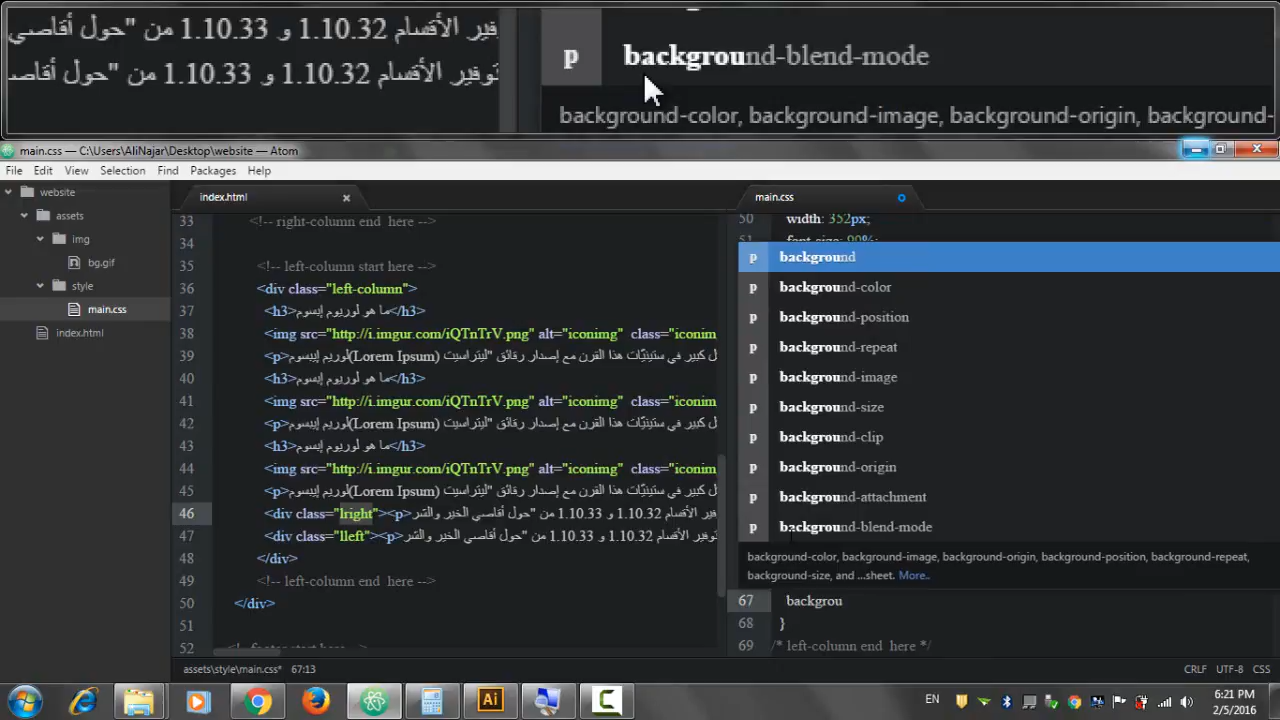 توفير الأقسام 1.10.32 و 1.10.33 من "حول أقاصي
توفير الأقسام 1.10.32 و 1.10.33 من "حول أقاص
p background-blend-mode
background-color, background-image, background-origin, background-
main.css — C:\Users\AliNajar\Desktop\website — Atom
File Edit View Selection Find Packages Help
website
assets
img
bg.gif
style
main.css
index.html
index.html
33 <!-- right-column end  here -->
34
35 <!-- left-column start here -->
36 <div class="left-column">
37 <h3>ما هو لوريوم إيبسوم</h3>
38 <img src="http://i.imgur.com/iQTnTrV.png" alt="iconimg"  class="iconim
39 <p>لوريم إيبسوم(Lorem Ipsum) ل كبير في ستينيّات هذا القرن مع إصدار رقائق "ليتراسيت
40 <h3>ما هو لوريوم إيبسوم</h3>
41 <img src="http://i.imgur.com/iQTnTrV.png" alt="iconimg"  class="iconim
42 <p>لوريم إيبسوم(Lorem Ipsum) ل كبير في ستينيّات هذا القرن مع إصدار رقائق "ليتراسيت
43 <h3>ما هو لوريوم إيبسوم</h3>
44 <img src="http://i.imgur.com/iQTnTrV.png" alt="iconimg"  class="iconim
45 <p>لوريم إيبسوم(Lorem Ipsum) ل كبير في ستينيّات هذا القرن مع إصدار رقائق "ليتراسيت
46 <div class="lright"><p>فير الأقسام 1.10.32 و 1.10.33 من "حول أقاصي الخير والشر
47 <div class="lleft"><p>توفير الأقسام 1.10.32 و 1.10.33 من "حول أقاصي الخير والشر
48 </div>
49 <!-- left-column end  here -->
50 </div>
51
52
main.css
50 width: 352px;
51 font-size: 90%;
p background
p background-color
p background-position
p background-repeat
p background-image
p background-size
p background-clip
p background-origin
p background-attachment
p background-blend-mode
background-color, background-image, background-origin, background-position, background-repeat,
background-size, and ...sheet. More..
67 backgrou
68 }
69 /* left-column end  here */
assets\style\main.css* 67:13
CRLF UTF-8 CSS
Ai
EN
6:21 PM
2/5/2016